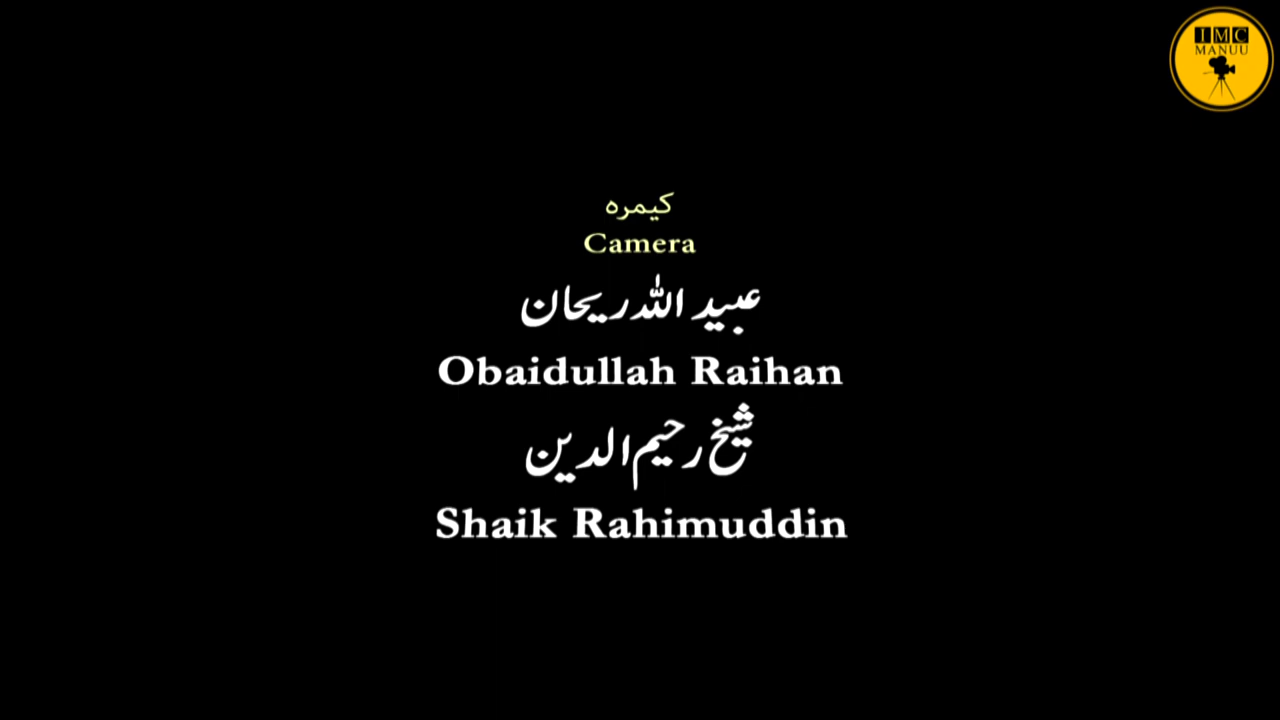 IMC
MANUU
کیمرہ
Camera
عبید اللہ ریحان
Obaidullah Raihan
شیخ رحیم الدین
Shaik Rahimuddin